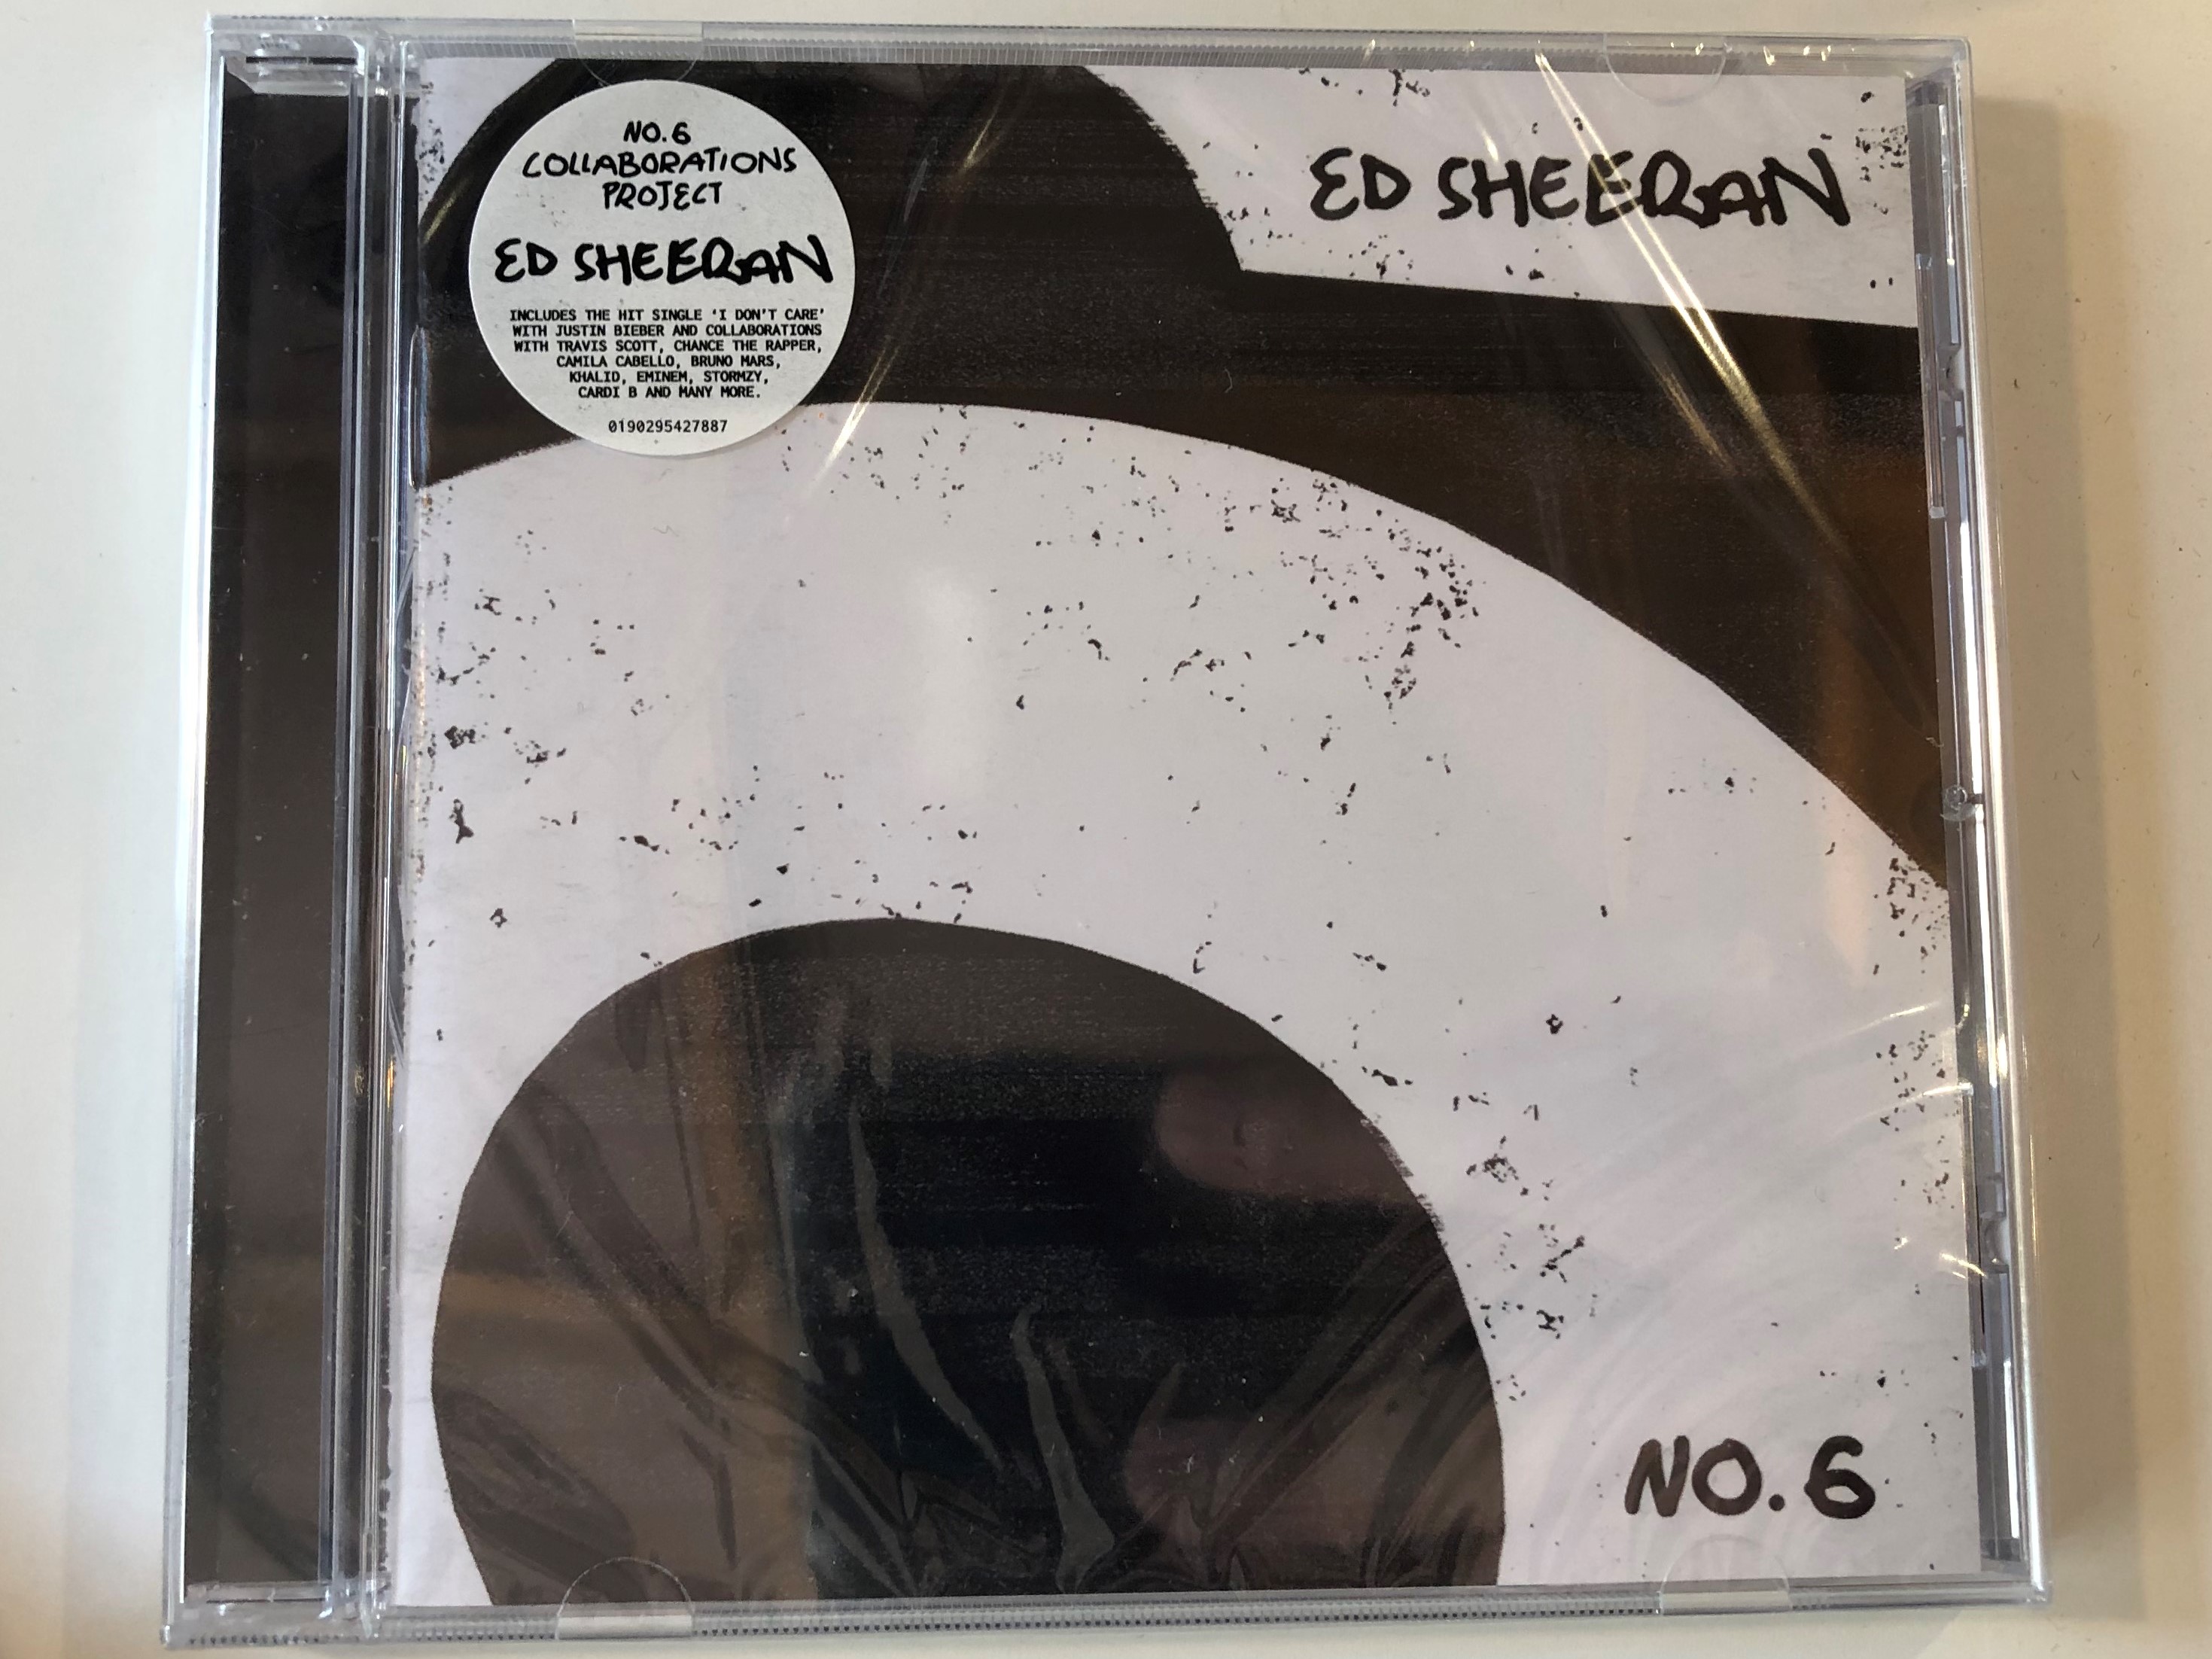 NO.6
COLLABORATIONS
PROJECT
ED SHEERAN
INCLUDES THE HIT SINGLE 'I DON'T CARE'
WITH JUSTIN BIEBER AND COLLABORATIONS
WITH TRAVIS SCOTT, CHANCE THE RAPPER,
CAMILA CABELLO, BRUNO MARS,
KHALID, EMINEM, STORMZY,
CARDI B AND MANY MORE.
0190295427887
ED SHEERAN
NO.6